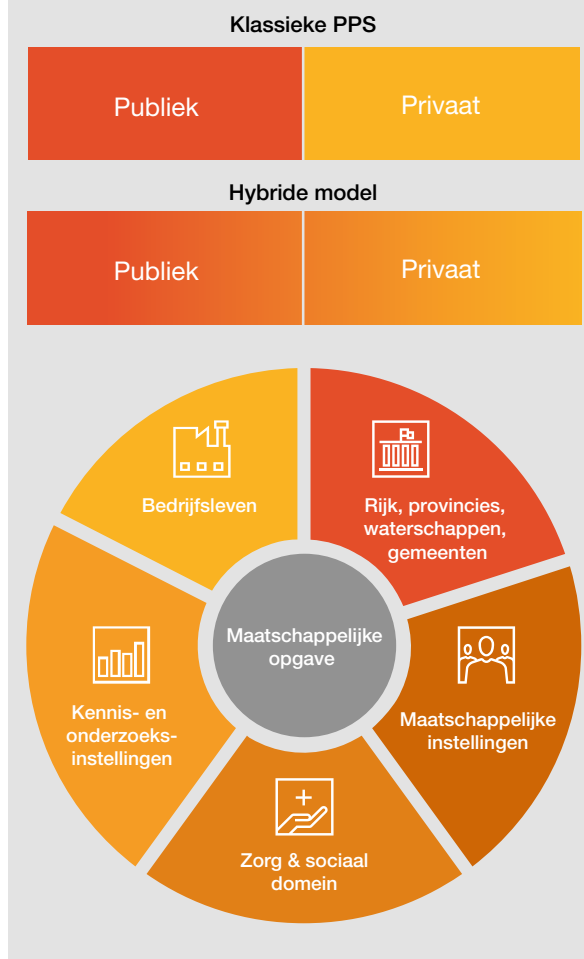 Klassieke PPS
Publiek
Privaat
Hybride model
Publiek
Privaat
Bedrijfsleven
Rijk, provincies,
waterschappen,
gemeenten
Maatschappelijke
opgave
Kennis- en
onderzoeks-
instellingen
Maatschappelijke
instellingen
Zorg & sociaal
domein